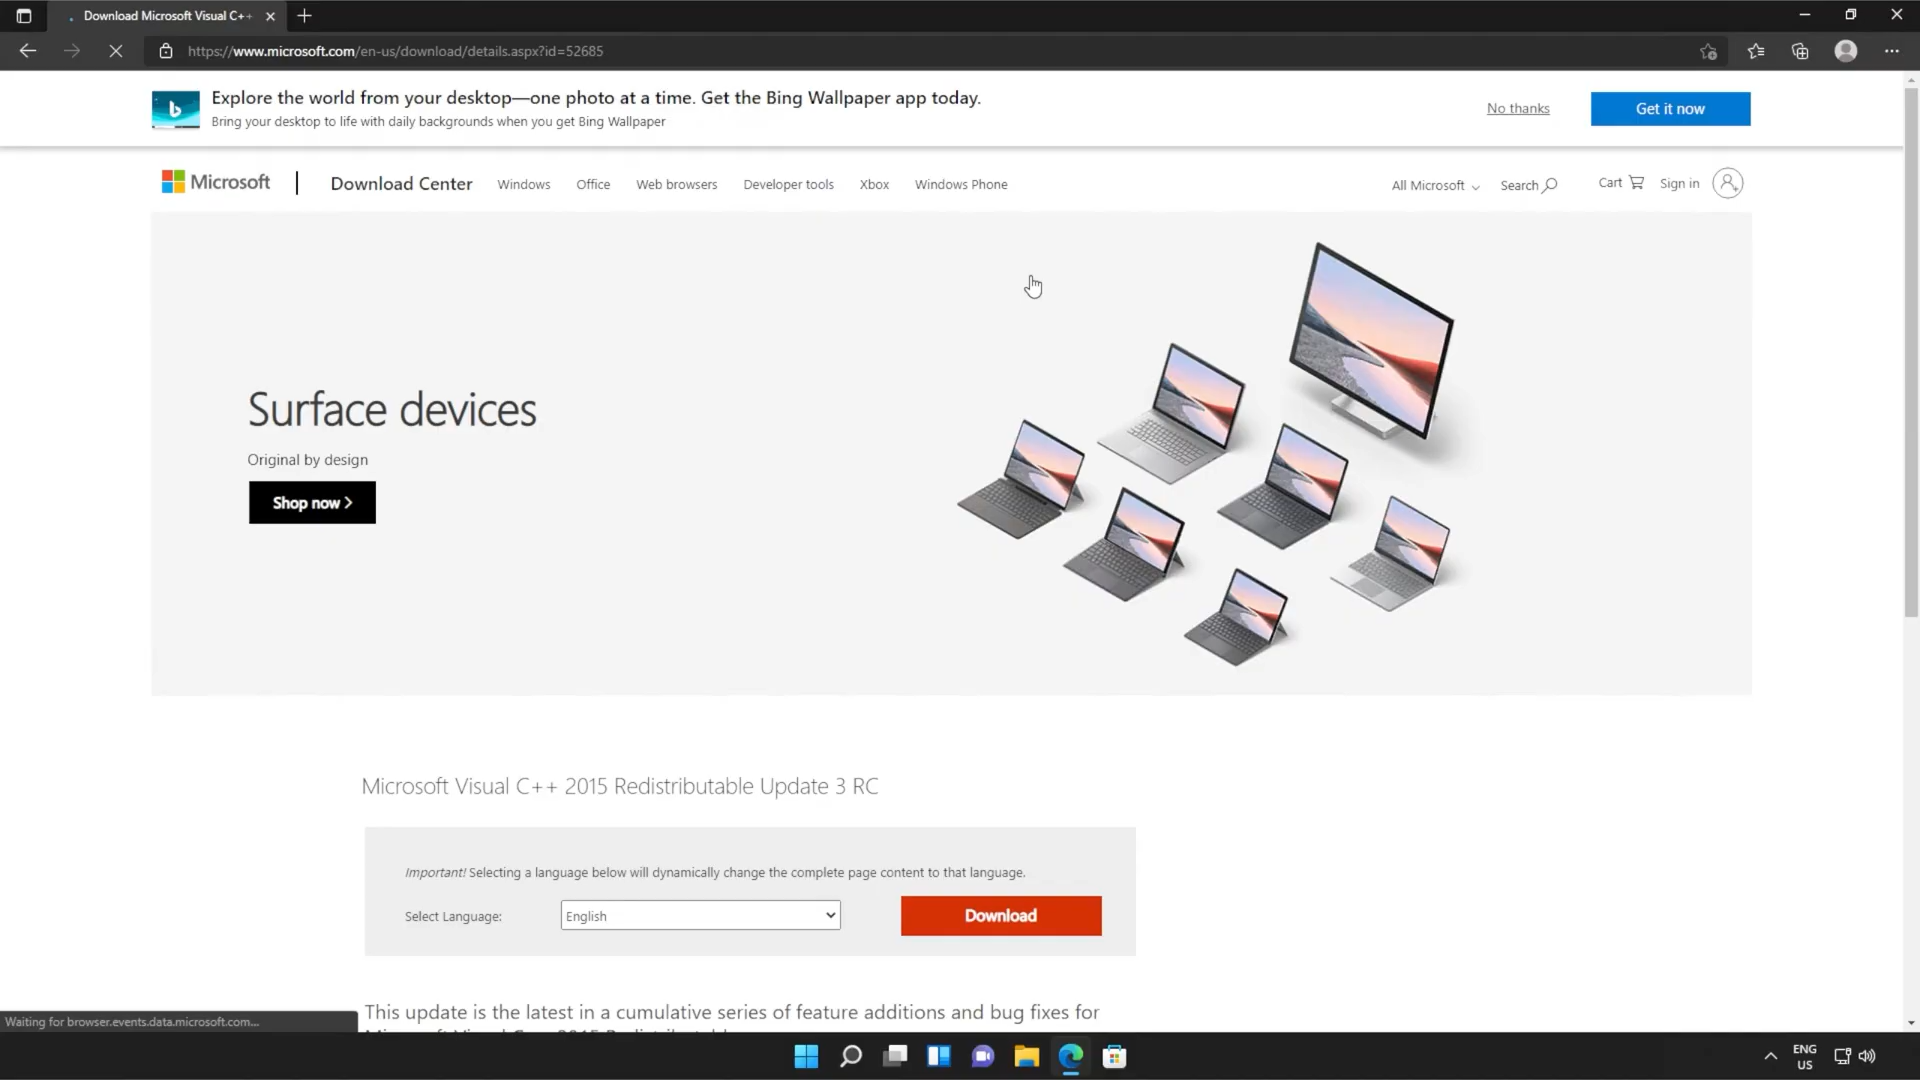 Download Microsoft Visual C++
https://www.microsoft.com/en-us/download/details.aspx?id=52685
Explore the world from your desktop—one photo at a time. Get the Bing Wallpaper app today.
Bring your desktop to life with daily backgrounds when you get Bing Wallpaper
No thanks
Get it now
Microsoft
Download Center
Windows
Office
Web browsers
Developer tools
Xbox
Windows Phone
All Microsoft
Search
Cart
Sign in
Surface devices
Original by design
Shop now >
Microsoft Visual C++ 2015 Redistributable Update 3 RC
Important! Selecting a language below will dynamically change the complete page content to that language.
Select Language:
English
Download
This update is the latest in a cumulative series of feature additions and bug fixes for
Waiting for browser.events.data.microsoft.com...
ENG
US